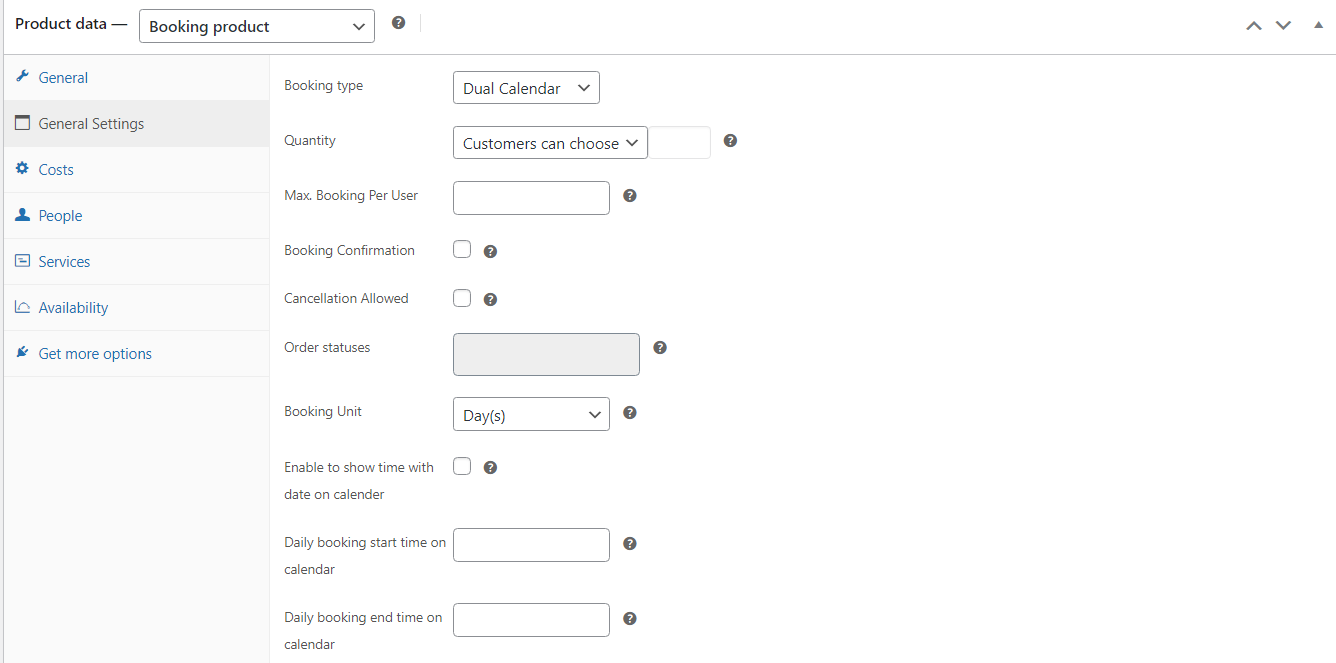 Product data —
Booking product
General
General Settings
Costs
People
Services
Availability
Get more options
Booking type
Dual Calendar
Quantity
Customers can choose
Max. Booking Per User
Booking Confirmation
Cancellation Allowed
Order statuses
Booking Unit
Day(s)
Enable to show time with
date on calender
Daily booking start time on
calendar
Daily booking end time on
calendar